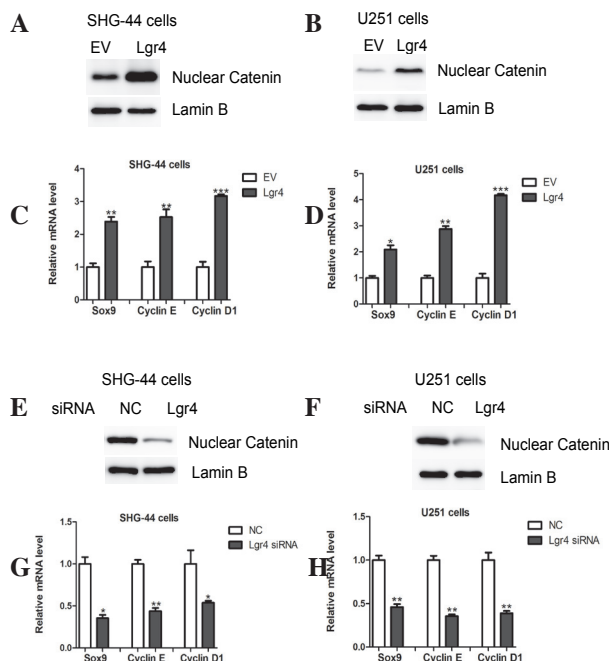 A
SHG-44 cells
EV Lgr4
Nuclear Catenin
Lamin B
B
U251 cells
EV Lgr4
Nuclear Catenin
Lamin B
C
SHG-44 cells
Relative mRNA level
4
3
2
1
0
EV
Lgr4
** ** ***
Sox9 Cyclin E Cyclin D1
D
U251 cells
Relative mRNA level
5
4
3
2
1
0
EV
Lgr4
* ** ***
Sox9 Cyclin E Cyclin D1
E
SHG-44 cells
siRNA NC Lgr4
Nuclear Catenin
Lamin B
F
U251 cells
siRNA NC Lgr4
Nuclear Catenin
Lamin B
G
SHG-44 cells
Relative mRNA level
1.5
1.0
0.5
0.0
NC
Lgr4 siRNA
* ** *
Sox9 Cyclin E Cyclin D1
H
U251 cells
Relative mRNA level
1.5
1.0
0.5
0.0
NC
Lgr4 siRNA
** ** **
Sox9 Cyclin E Cyclin D1